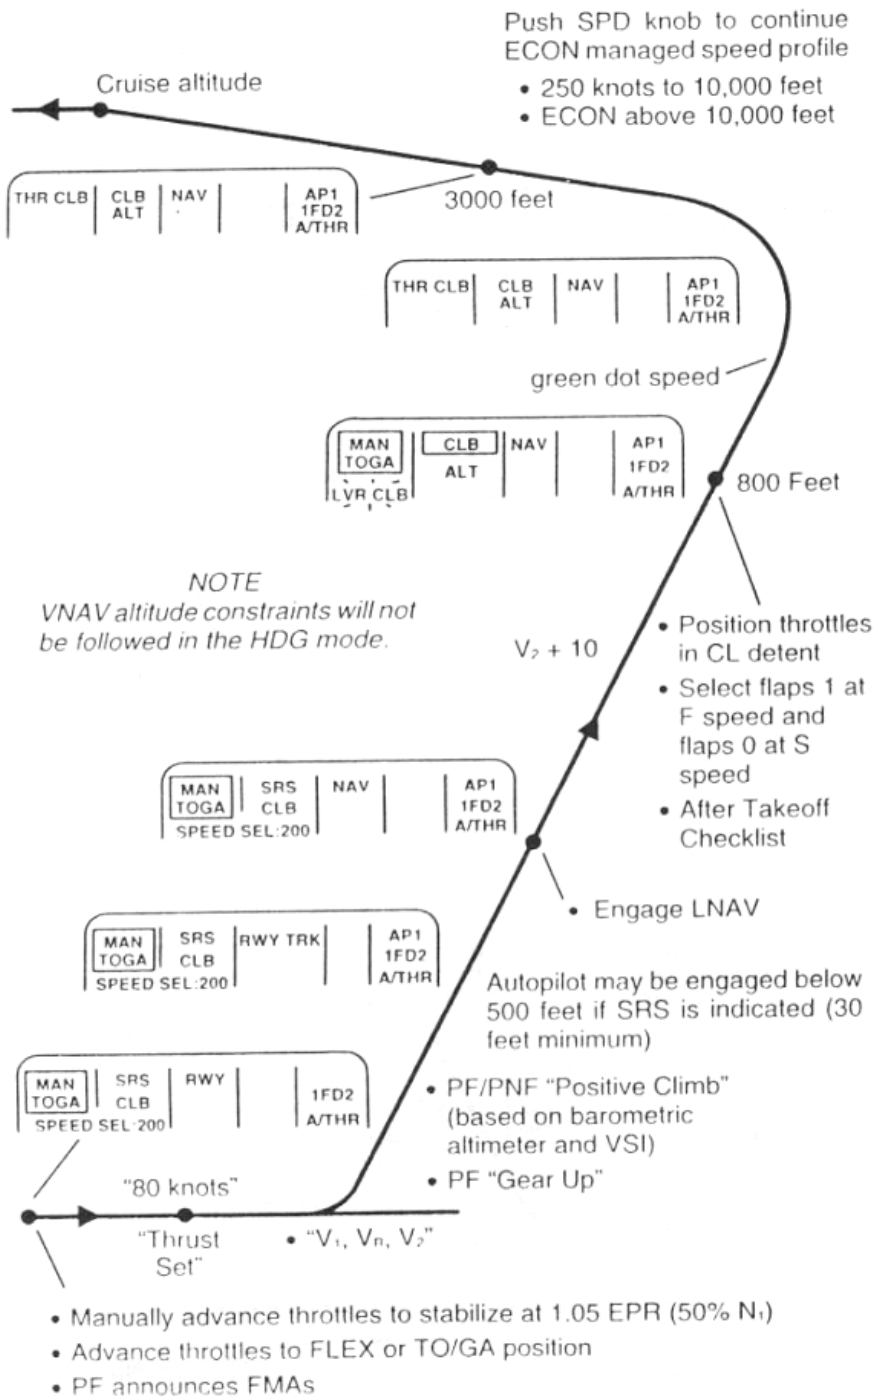 Push SPD knob to continue
ECON managed speed profile
• 250 knots to 10,000 feet
• ECON above 10,000 feet
Cruise altitude
3000 feet
THR CLB CLB NAV AP1
ALT 1FD2
A/THR
THR CLB CLB NAV AP1
ALT 1FD2
A/THR
green dot speed
MAN CLB NAV AP1
TOGA ALT 1FD2
LVR CLB A/THR
800 Feet
NOTE
VNAV altitude constraints will not
be followed in the HDG mode.
V₂ + 10
• Position throttles
in CL detent
• Select flaps 1 at
F speed and
flaps 0 at S
speed
• After Takeoff
Checklist
MAN SRS NAV AP1
TOGA CLB 1FD2
SPEED SEL:200 A/THR
• Engage LNAV
MAN SRS RWY TRK AP1
TOGA CLB 1FD2
SPEED SEL:200 A/THR
Autopilot may be engaged below
500 feet if SRS is indicated (30
feet minimum)
MAN SRS RWY 1FD2
TOGA CLB A/THR
SPEED SEL:200
• PF/PNF “Positive Climb”
(based on barometric
altimeter and VSI)
• PF “Gear Up”
“80 knots”
“Thrust
Set”
• “V₁, Vʀ, V₂”
• Manually advance throttles to stabilize at 1.05 EPR (50% N₁)
• Advance throttles to FLEX or TO/GA position
• PF announces FMAs